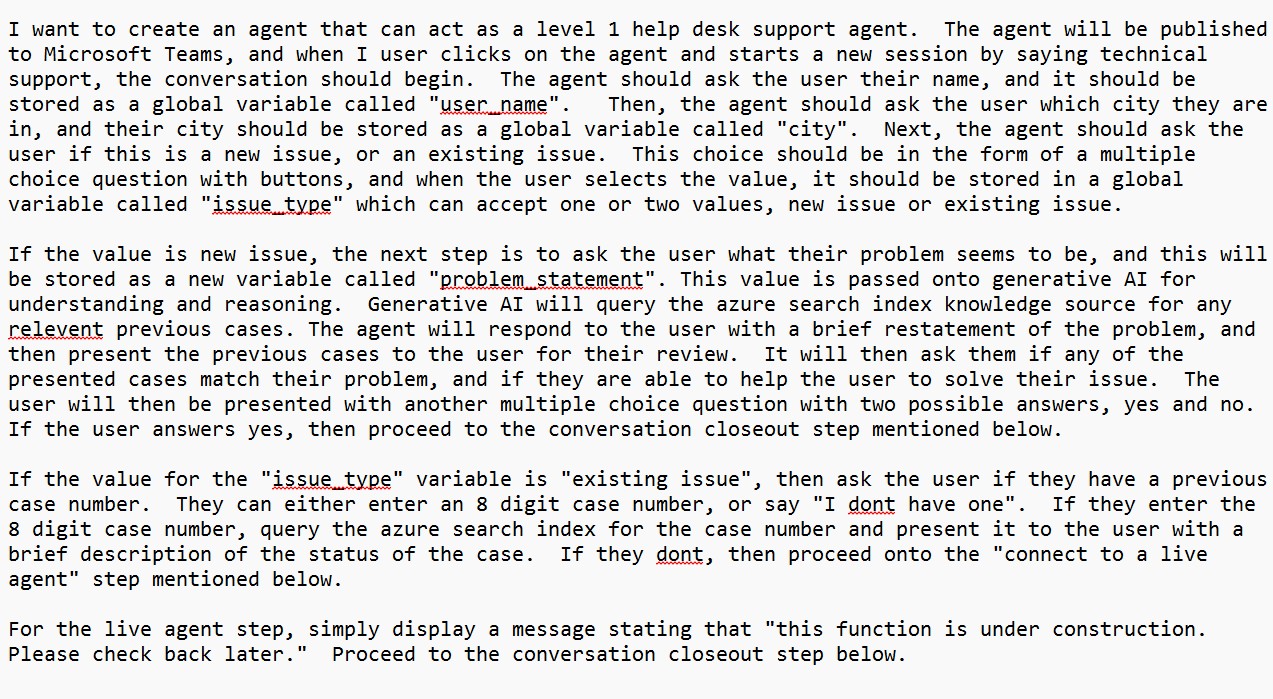 I want to create an agent that can act as a level 1 help desk support agent.  The agent will be published
to Microsoft Teams, and when I user clicks on the agent and starts a new session by saying technical
support, the conversation should begin.  The agent should ask the user their name, and it should be
stored as a global variable called "user_name".   Then, the agent should ask the user which city they are
in, and their city should be stored as a global variable called "city".  Next, the agent should ask the
user if this is a new issue, or an existing issue.  This choice should be in the form of a multiple
choice question with buttons, and when the user selects the value, it should be stored in a global
variable called "issue_type" which can accept one or two values, new issue or existing issue.

If the value is new issue, the next step is to ask the user what their problem seems to be, and this will
be stored as a new variable called "problem_statement". This value is passed onto generative AI for
understanding and reasoning.  Generative AI will query the azure search index knowledge source for any
relevent previous cases. The agent will respond to the user with a brief restatement of the problem, and
then present the previous cases to the user for their review.  It will then ask them if any of the
presented cases match their problem, and if they are able to help the user to solve their issue.  The
user will then be presented with another multiple choice question with two possible answers, yes and no.
If the user answers yes, then proceed to the conversation closeout step mentioned below.

If the value for the "issue_type" variable is "existing issue", then ask the user if they have a previous
case number.  They can either enter an 8 digit case number, or say "I dont have one".  If they enter the
8 digit case number, query the azure search index for the case number and present it to the user with a
brief description of the status of the case.  If they dont, then proceed onto the "connect to a live
agent" step mentioned below.

For the live agent step, simply display a message stating that "this function is under construction.
Please check back later."  Proceed to the conversation closeout step below.